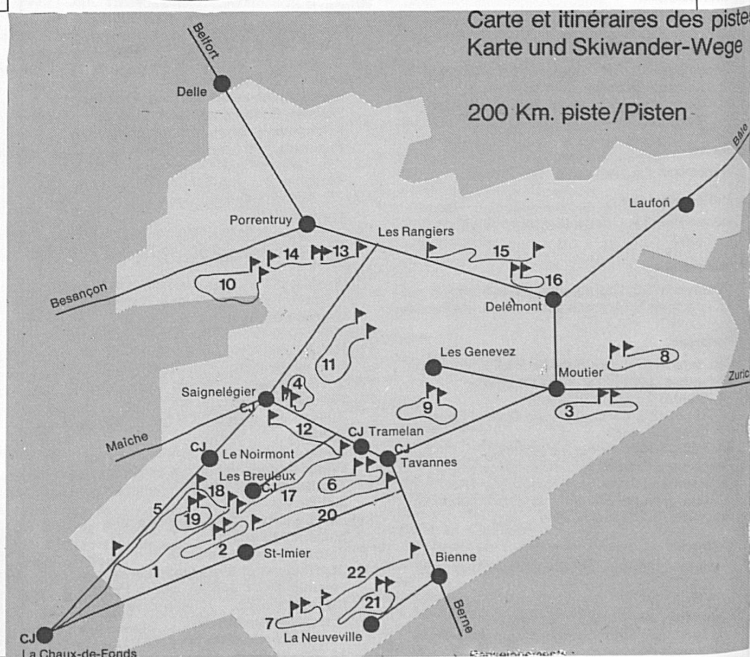 Carte et itinéraires des piste
Karte und Skiwander-Wege
200 Km. piste/Pisten
Belfort
Delle
Bâle
Laufon
Porrentruy
Les Rangiers
14
13
15
10
16
Besançon
Delémont
11
Les Genevez
8
Moutier
Zuric
Saignelégier
4
CJ
9
3
12
CJ Tramelan
Maîche
CJ
CJ
Le Noirmont
Tavannes
Les Breuleux
CJ
6
5
18
17
19
20
2
St-Imier
1
Bienne
22
21
7
Berne
La Neuveville
CJ
La Chaux-de-Fonds